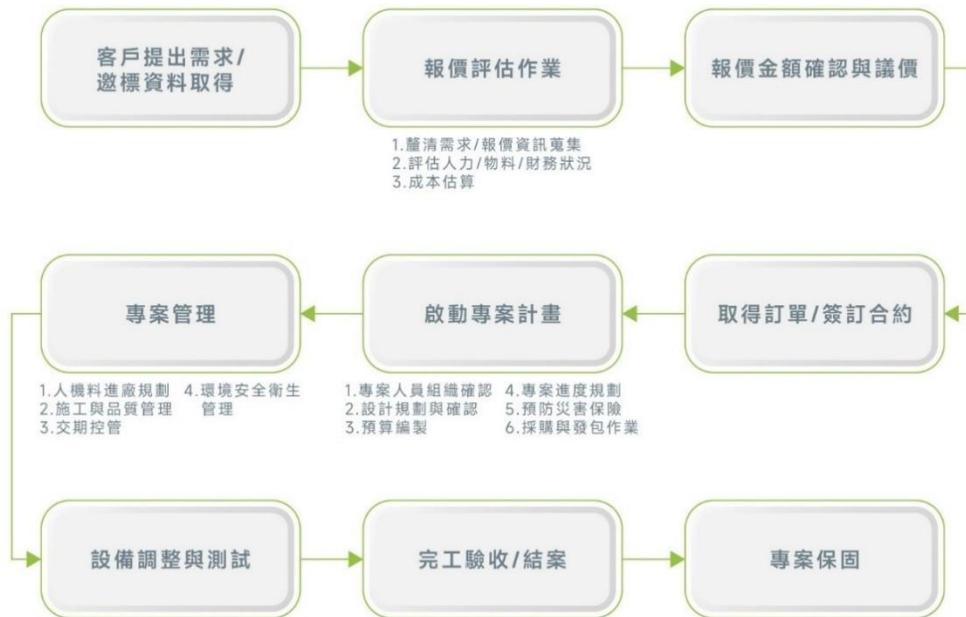 客戶提出需求/
邀標資料取得
報價評估作業
1.釐清需求/報價資訊蒐集
2.評估人力/物料/財務狀況
3.成本估算
報價金額確認與議價
取得訂單/簽訂合約
啟動專案計畫
1.專案人員組織確認
2.設計規劃與確認
3.預算編製
4.專案進度規劃
5.預防災害保險
6.採購與發包作業
專案管理
1.人機料進廠規劃
2.施工與品質管理
3.交期控管
4.環境安全衛生
管理
設備調整與測試
完工驗收/結案
專案保固